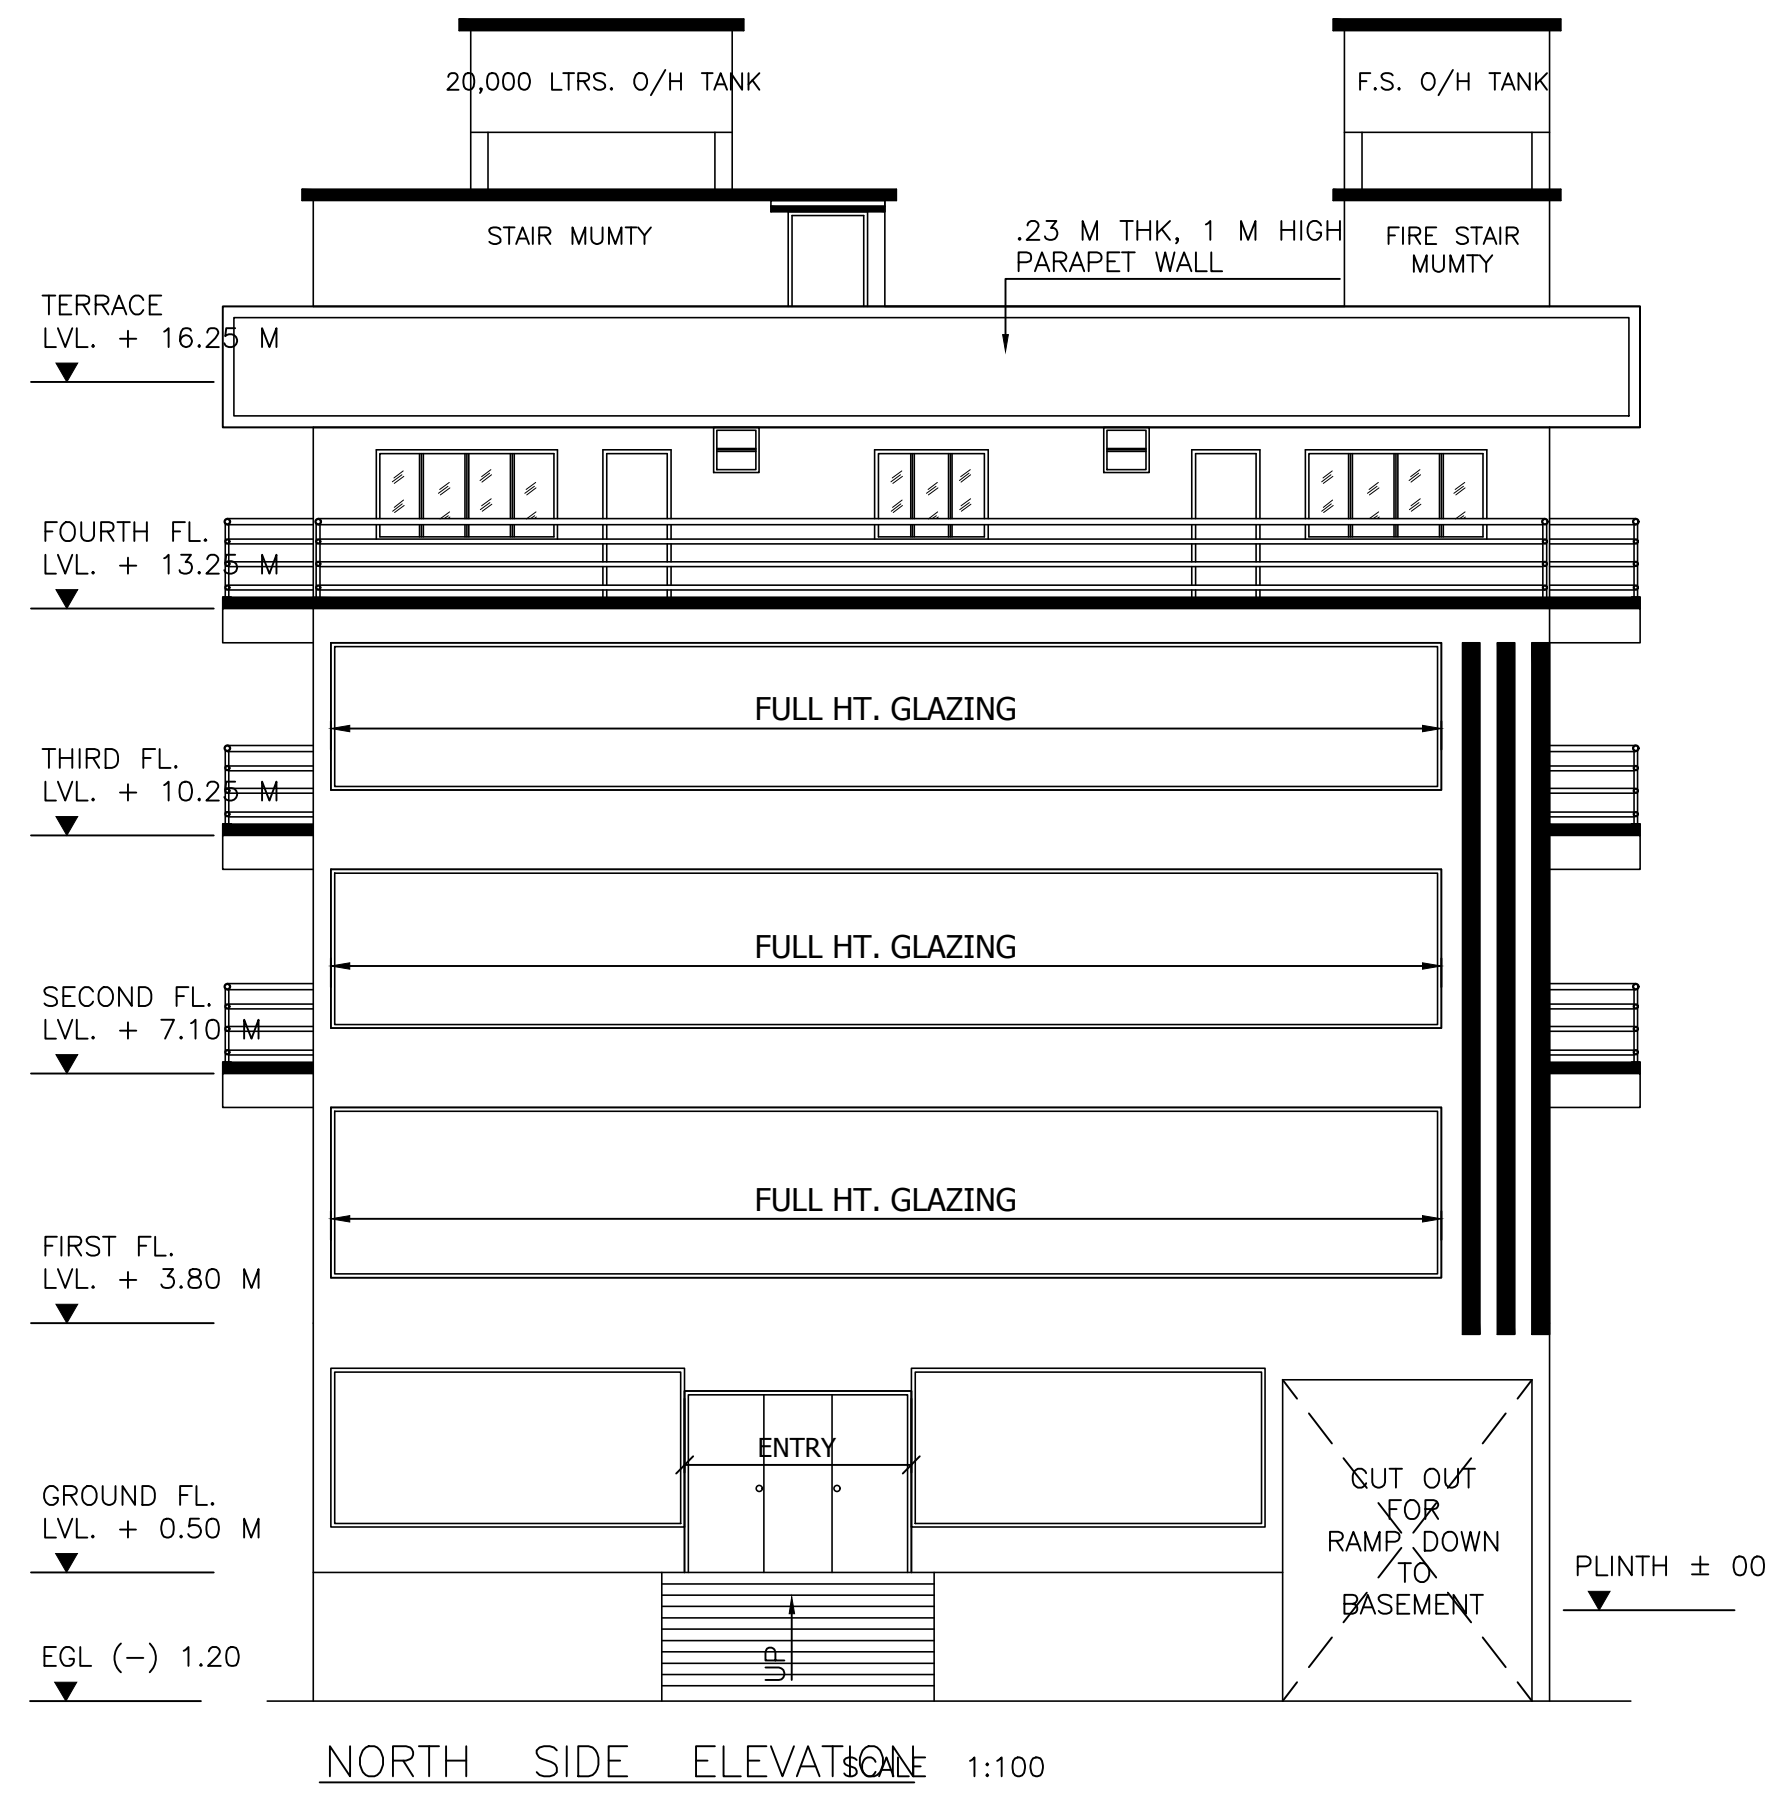 20,000 LTRS. O/H TANK
F.S. O/H TANK
STAIR MUMTY
.23 M THK, 1 M HIGH
PARAPET WALL
FIRE STAIR
MUMTY
TERRACE
LVL. + 16.25 M
FOURTH FL.
LVL. + 13.25 M
FULL HT. GLAZING
THIRD FL.
LVL. + 10.25 M
FULL HT. GLAZING
SECOND FL.
LVL. + 7.10 M
FULL HT. GLAZING
FIRST FL.
LVL. + 3.80 M
ENTRY
GROUND FL.
LVL. + 0.50 M
CUT OUT
FOR
RAMP DOWN
TO
BASEMENT
PLINTH ± 00
EGL (-) 1.20
UP
NORTH SIDE ELEVATION
SCALE 1:100